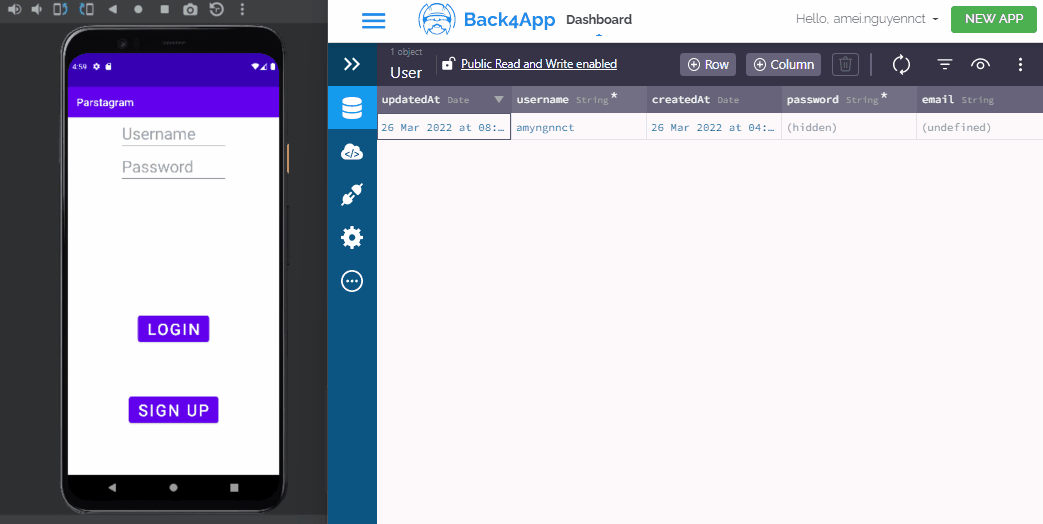 4:59
Parstagram
Username
Password
LOGIN
SIGN UP
Back4App Dashboard
Hello, amei.nguyennct
NEW APP
1 object
User
Public Read and Write enabled
Row
Column
updatedAt Date username String * createdAt Date password String * email String
26 Mar 2022 at 08:... amyngnnct 26 Mar 2022 at 04:... (hidden) (undefined)